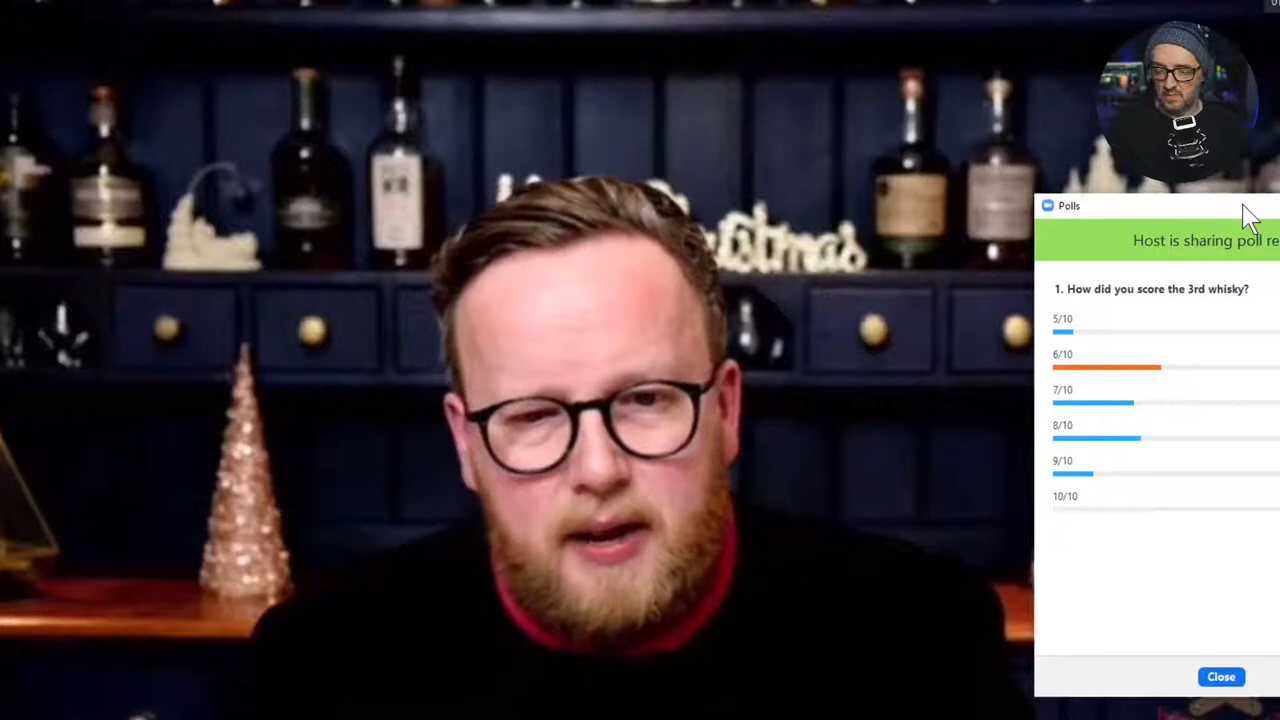 Christmas
Polls
Host is sharing poll re
1. How did you score the 3rd whisky?
5/10
6/10
7/10
8/10
9/10
10/10
Close